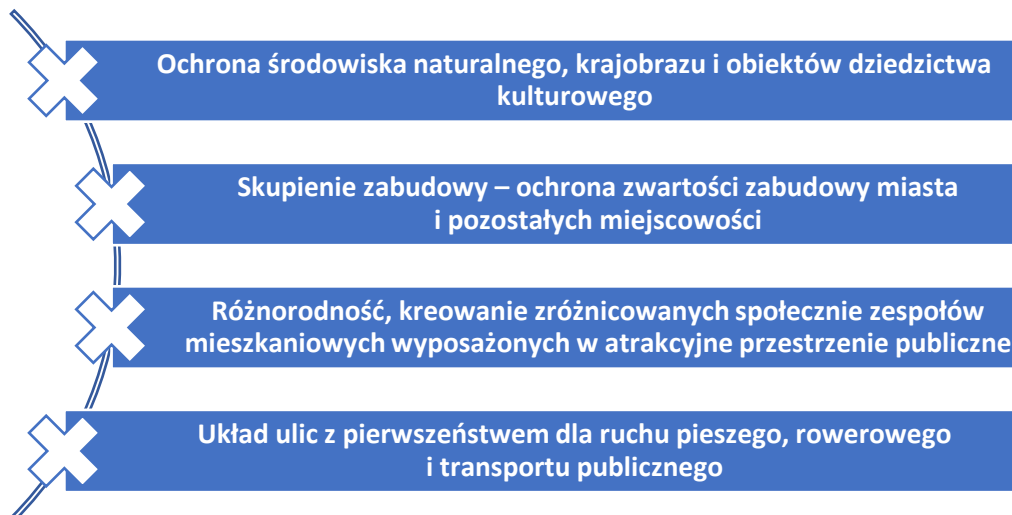 Ochrona środowiska naturalnego, krajobrazu i obiektów dziedzictwa
kulturowego
Skupienie zabudowy – ochrona zwartości zabudowy miasta
i pozostałych miejscowości
Różnorodność, kreowanie zróżnicowanych społecznie zespołów
mieszkaniowych wyposażonych w atrakcyjne przestrzenie publiczne
Układ ulic z pierwszeństwem dla ruchu pieszego, rowerowego
i transportu publicznego